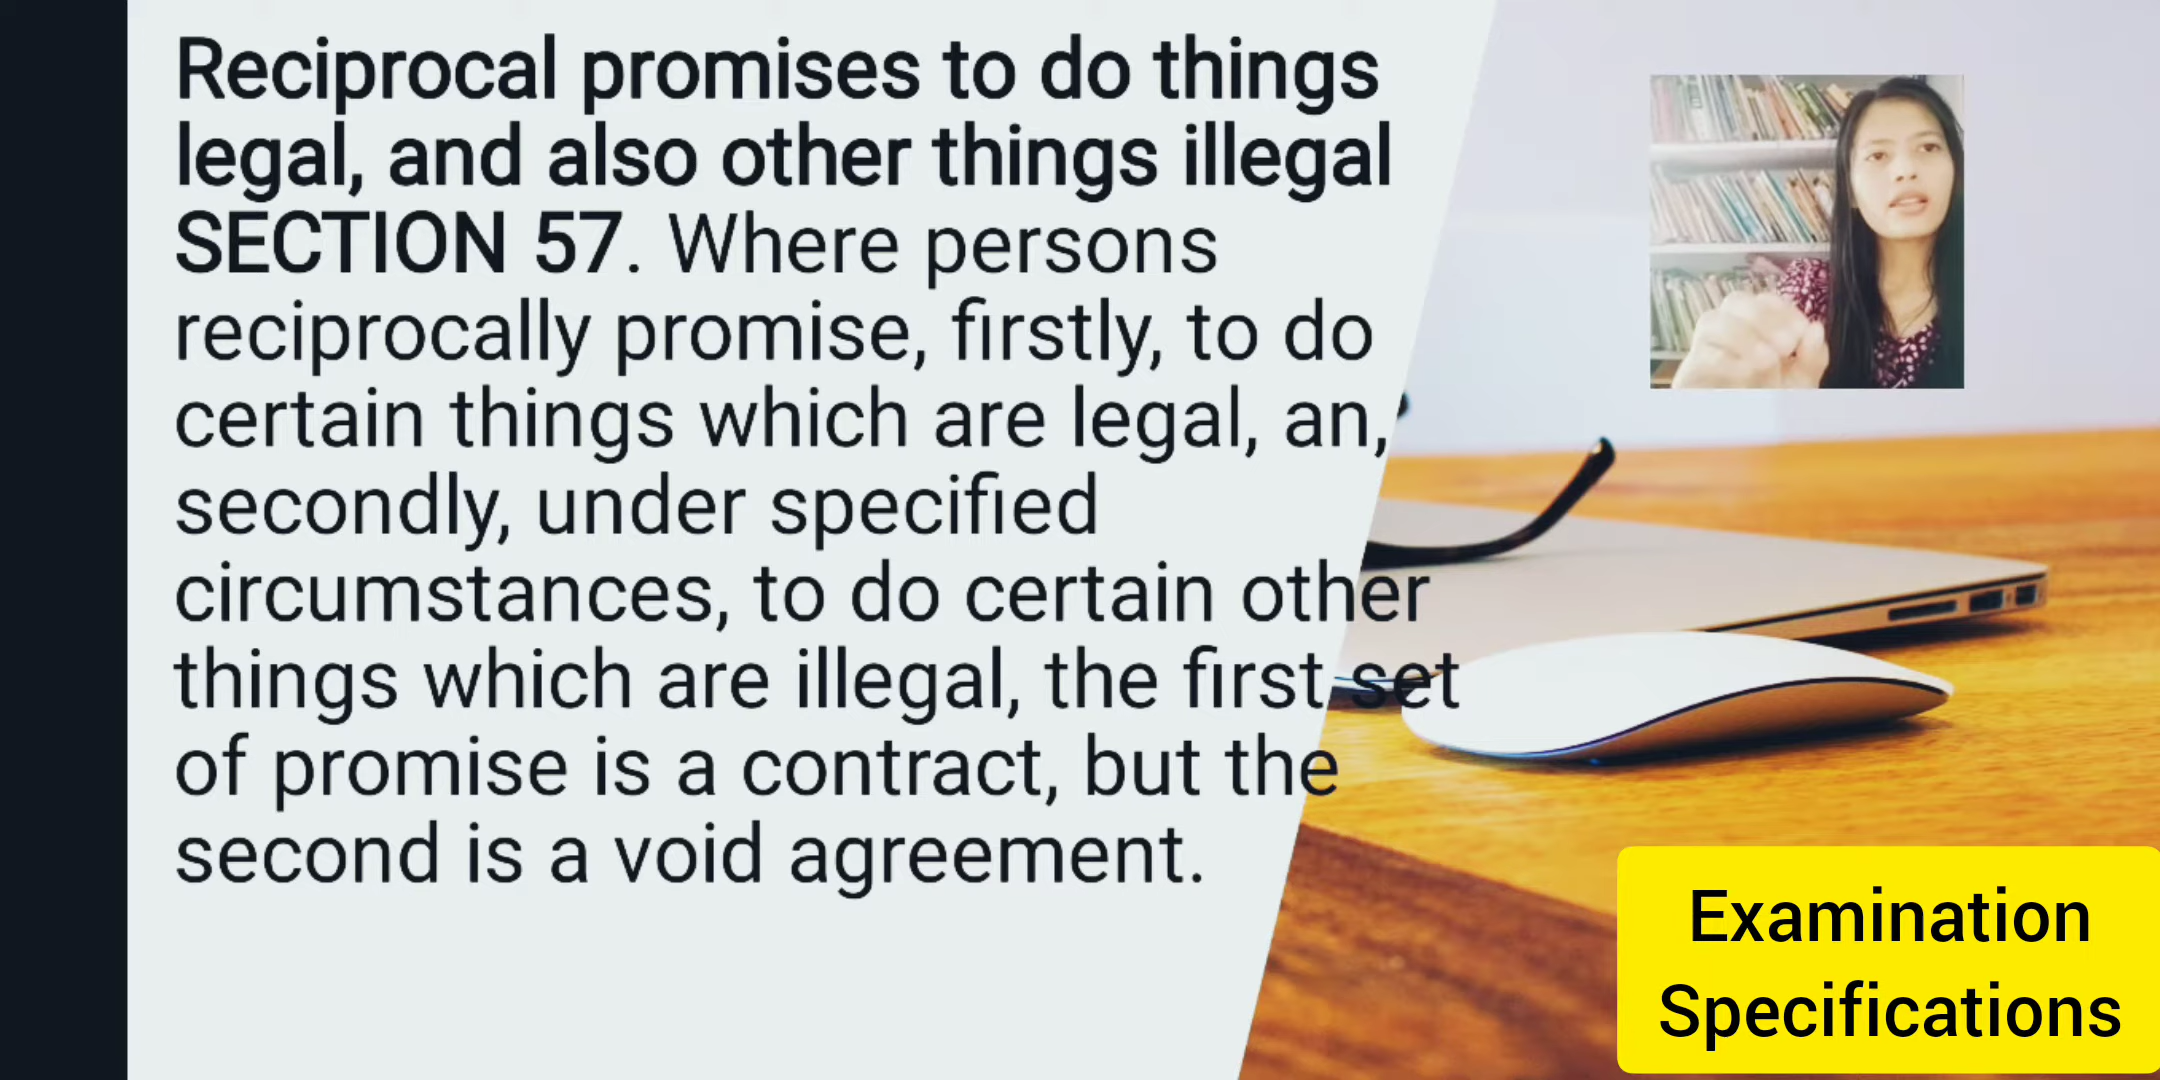 Reciprocal promises to do things
legal, and also other things illegal
SECTION 57. Where persons
reciprocally promise, firstly, to do
certain things which are legal, an,
secondly, under specified
circumstances, to do certain other
things which are illegal, the first set
of promise is a contract, but the
second is a void agreement.
Examination
Specifications